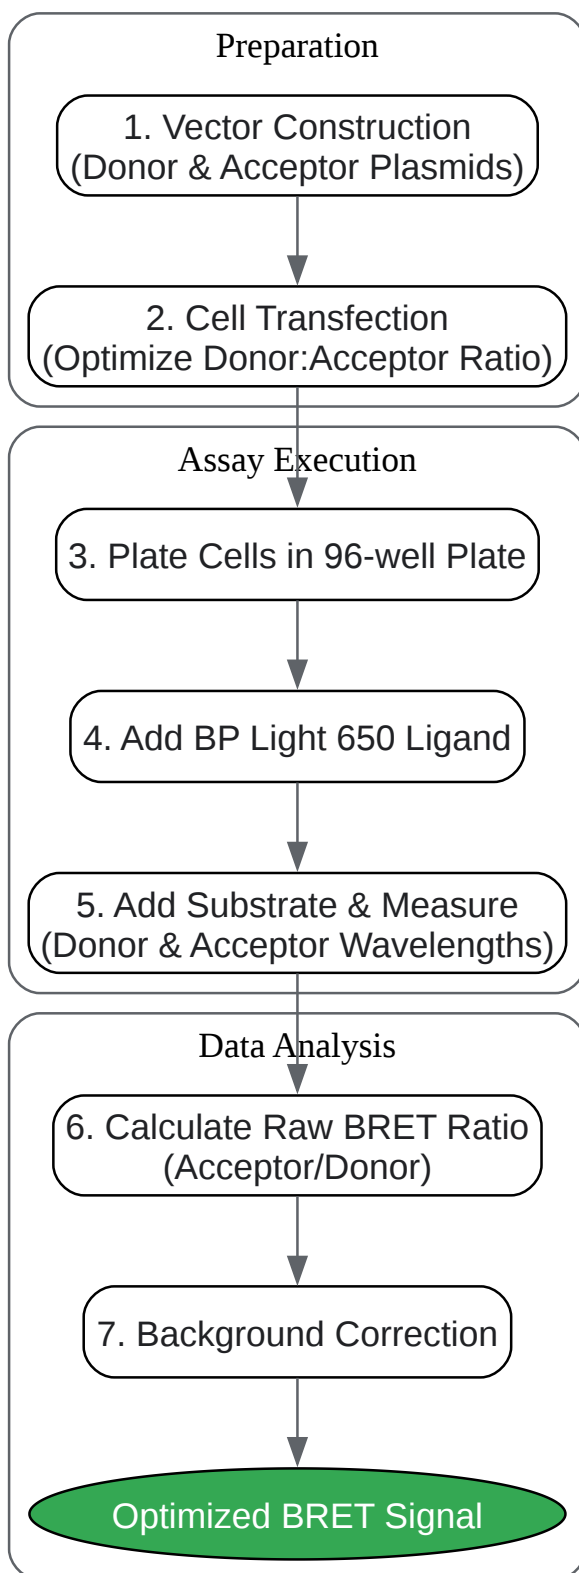 Preparation
1. Vector Construction
(Donor & Acceptor Plasmids)
2. Cell Transfection
(Optimize Donor:Acceptor Ratio)
Assay Execution
3. Plate Cells in 96-well Plate
4. Add BP Light 650 Ligand
5. Add Substrate & Measure
(Donor & Acceptor Wavelengths)
Data Analysis
6. Calculate Raw BRET Ratio
(Acceptor/Donor)
7. Background Correction
Optimized BRET Signal